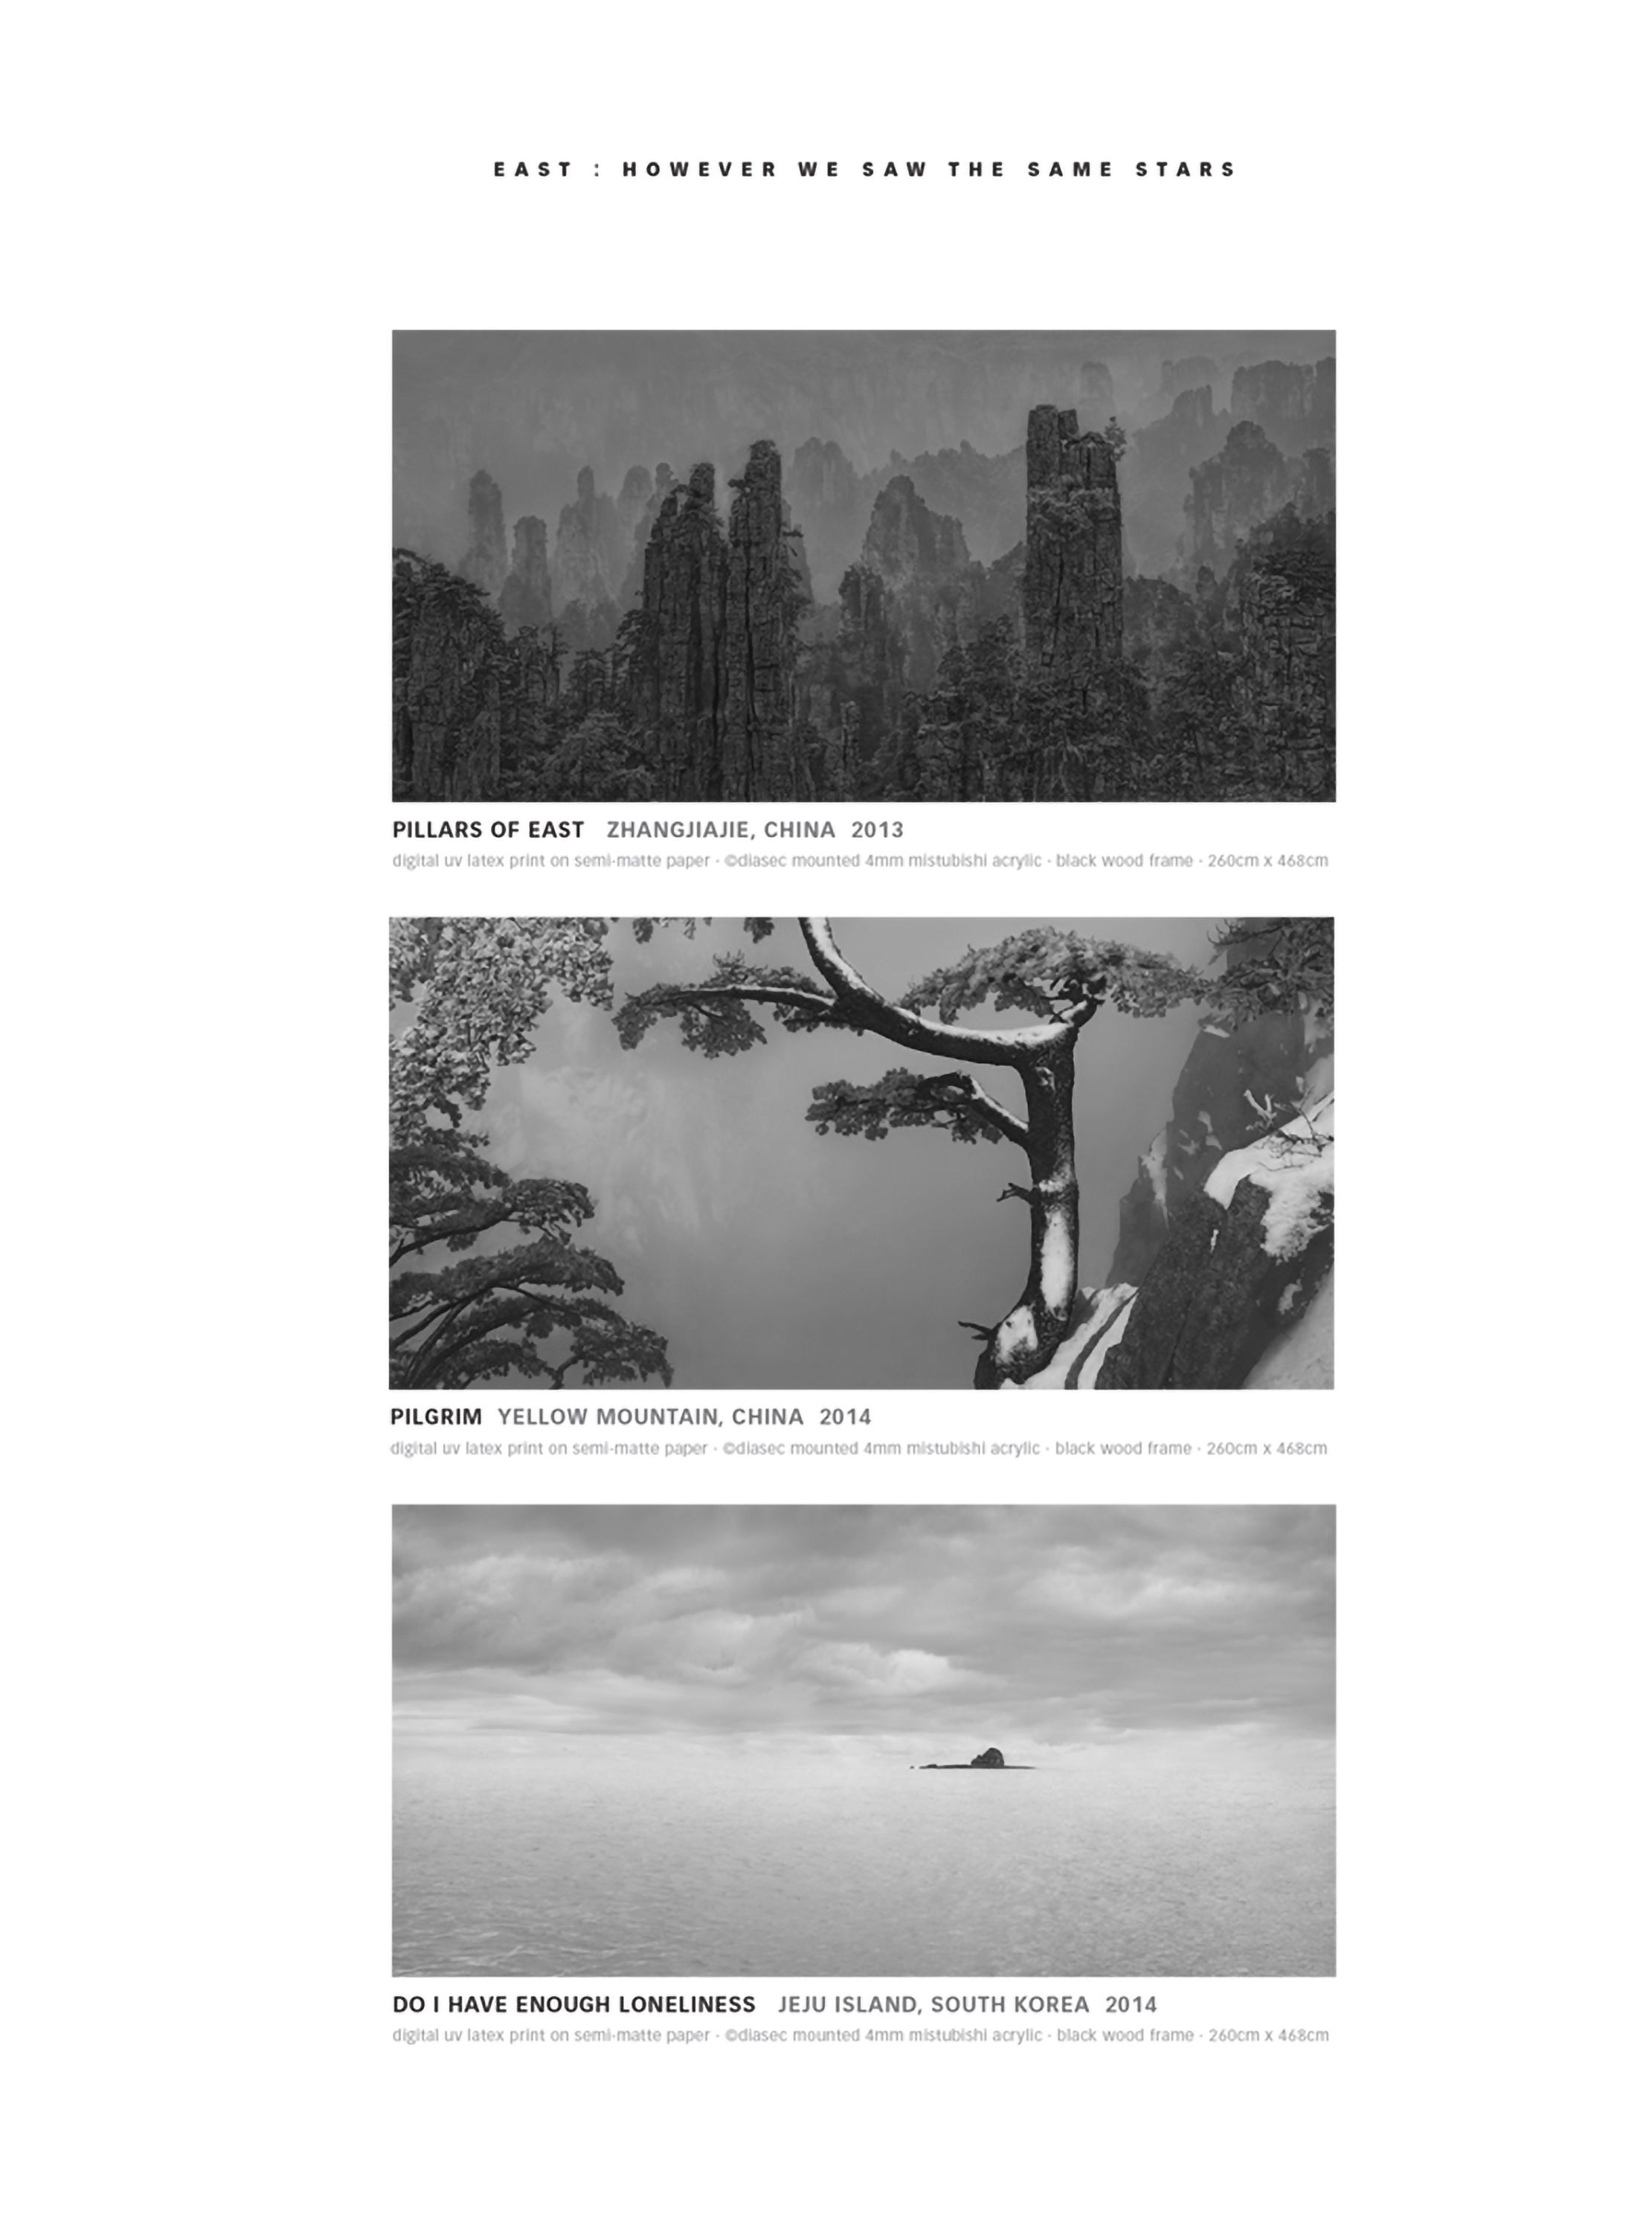 EAST : HOWEVER WE SAW THE SAME STARS
PILLARS OF EAST ZHANGJIAJIE, CHINA 2013
digital uv latex print on semi-matte paper · ©diasec mounted 4mm mistubishi acrylic · black wood frame · 260cm x 468cm
PILGRIM YELLOW MOUNTAIN, CHINA 2014
digital uv latex print on semi-matte paper · ©diasec mounted 4mm mistubishi acrylic · black wood frame · 260cm x 468cm
DO I HAVE ENOUGH LONELINESS JEJU ISLAND, SOUTH KOREA 2014
digital uv latex print on semi-matte paper · ©diasec mounted 4mm mistubishi acrylic · black wood frame · 260cm x 468cm